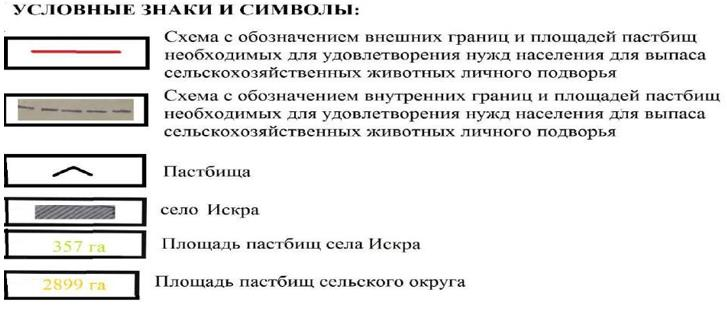 УСЛОВНЫЕ ЗНАКИ И СИМВОЛЫ:
Схема с обозначением внешних границ и площадей пастбищ
необходимых для удовлетворения нужд населения для выпаса
сельскохозяйственных животных личного подворья
Схема с обозначением внутренних границ и площадей пастбищ
необходимых для удовлетворения нужд населения для выпаса
сельскохозяйственных животных личного подворья
Пастбища
село Искра
357 га Площадь пастбищ села Искра
2899 га Площадь пастбищ сельского округа